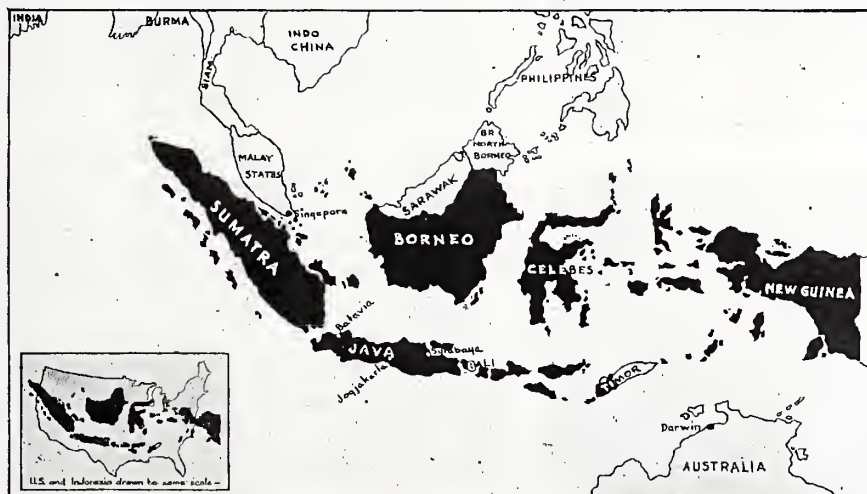 INDIA
BURMA
INDO
CHINA
SIAM
PHILIPPINES
BR
NORTH
BORNEO
MALAY
STATES
SARAWAK
Singapore
SUMATRA
BORNEO
CELEBES
NEW GUINEA
Batavia
JAVA
Surabaya
BALI
Jogjakarta
TIMOR
Darwin
AUSTRALIA
U.S. and Indonesia drawn to same scale-